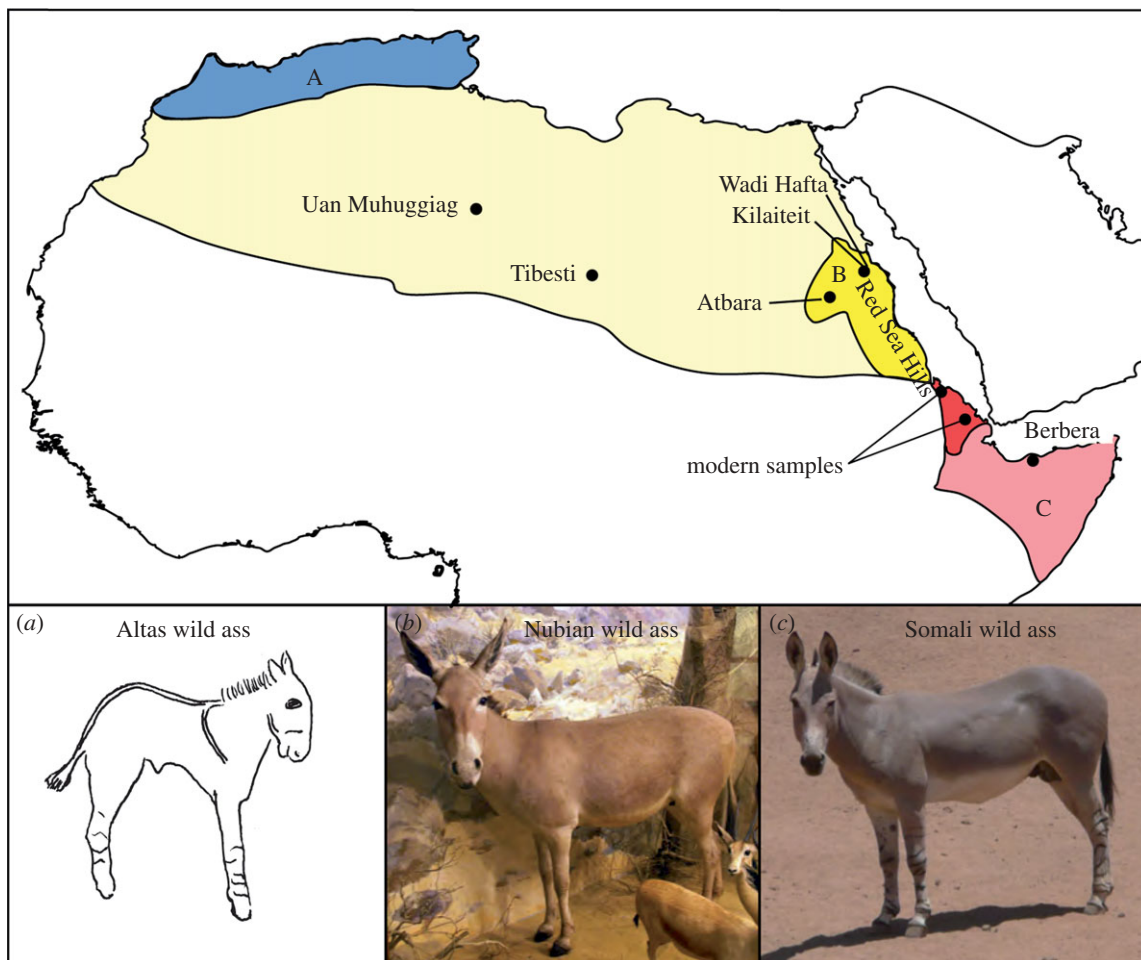 A
Wadi Hafta
Kilaiteit
Uan Muhuggiag
Tibesti
B
Atbara
Red Sea Hills
Berbera
modern samples
C
(a)
Altas wild ass
(b)
Nubian wild ass
(c)
Somali wild ass